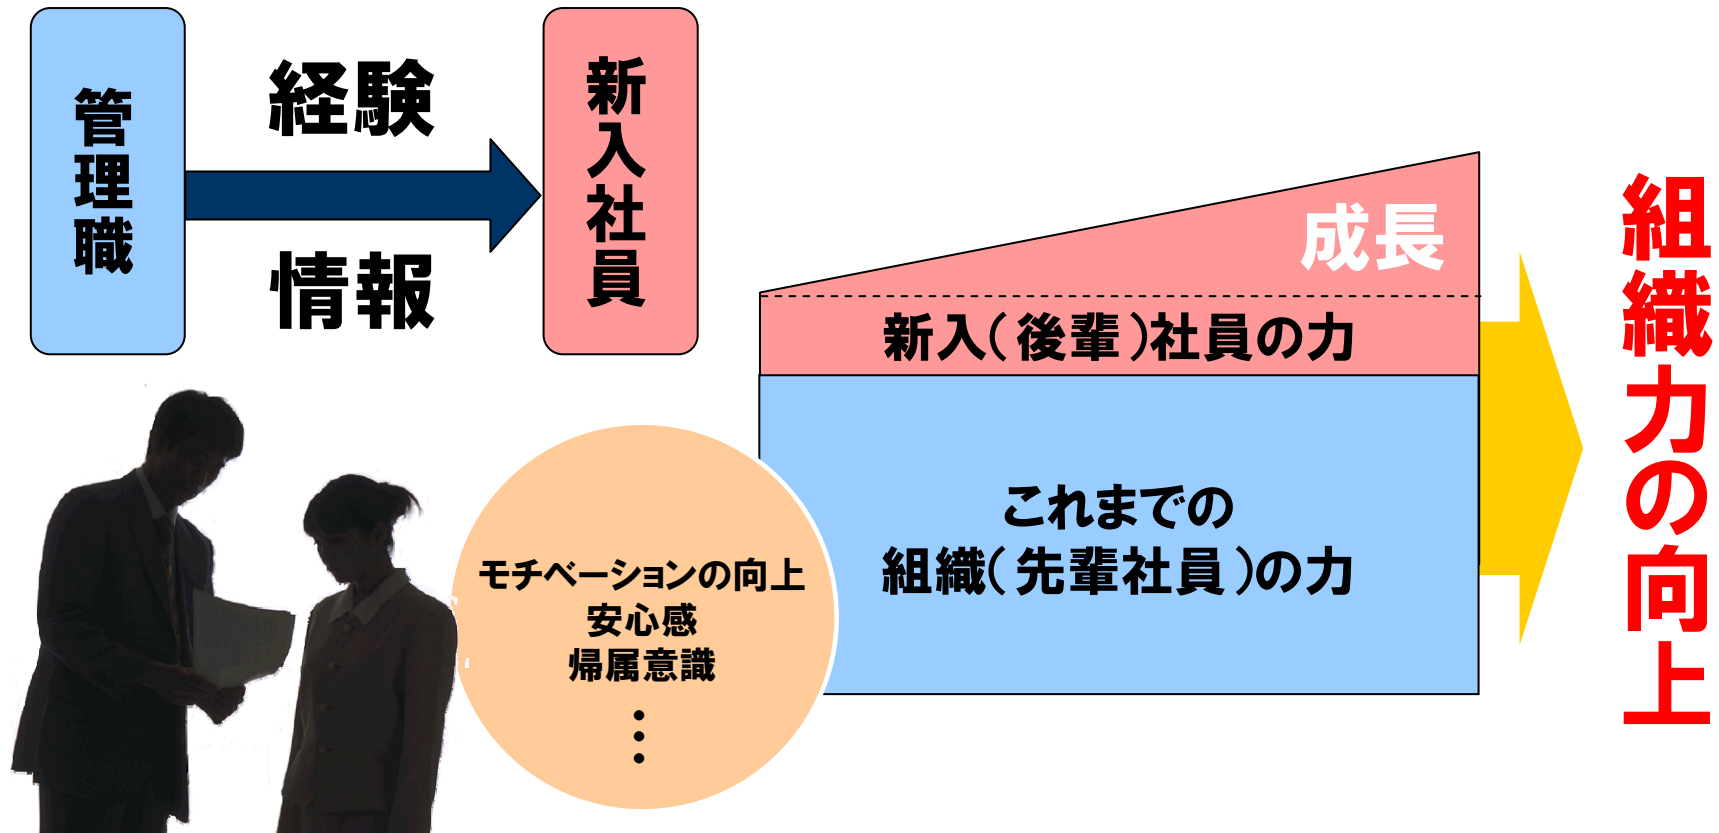 管理職
経験
情報
新入社員
成長
新入(後輩)社員の力
これまでの
組織(先輩社員)の力
モチベーションの向上
安心感
帰属意識
⋮
組織力の向上